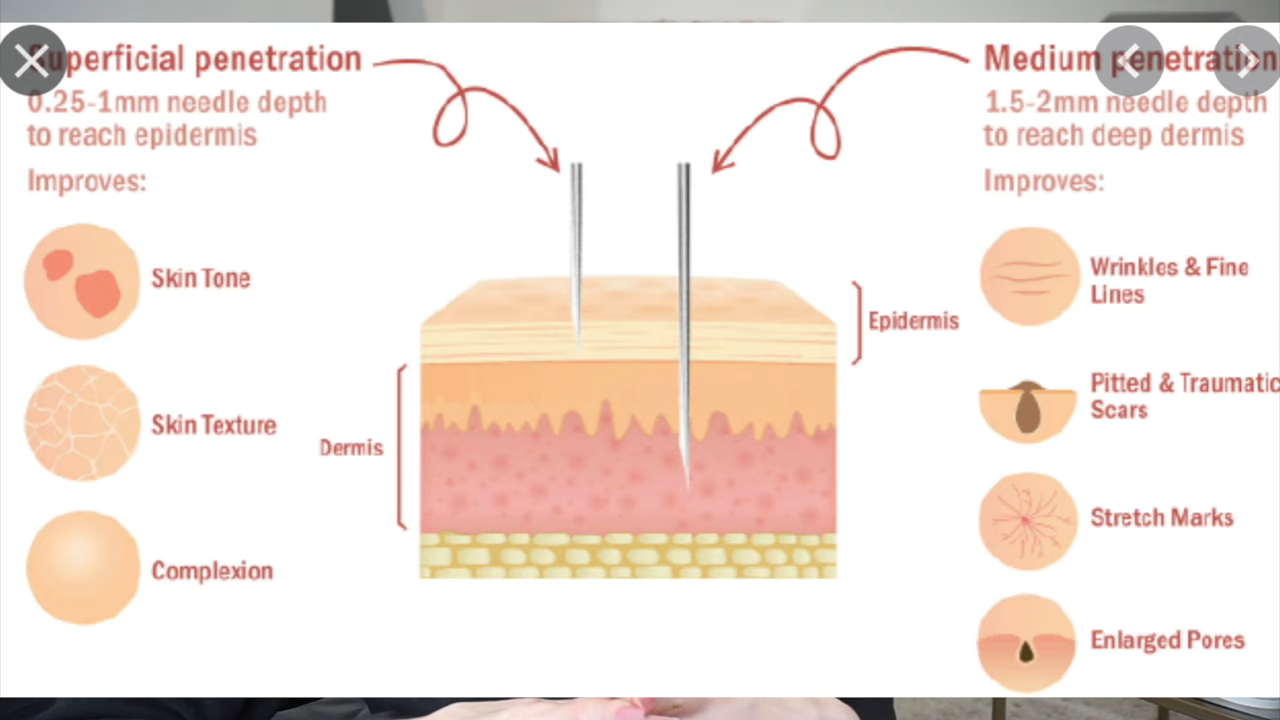 Superficial penetration
0.25-1mm needle depth
to reach epidermis
Improves:
Skin Tone
Skin Texture
Complexion
Dermis
Epidermis
Medium penetration
1.5-2mm needle depth
to reach deep dermis
Improves:
Wrinkles & Fine
Lines
Pitted & Traumatic
Scars
Stretch Marks
Enlarged Pores